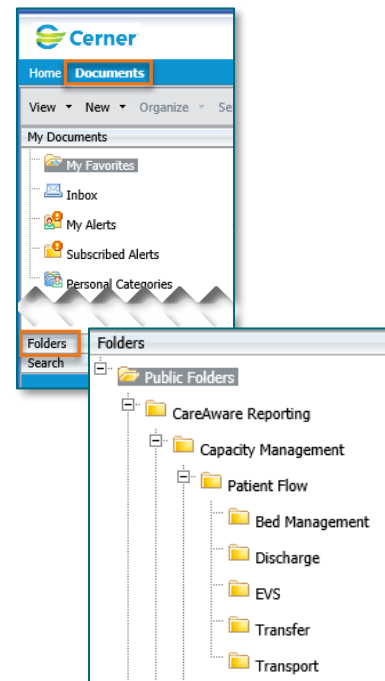 Cerner
Home Documents
View New Organize Se
My Documents
My Favorites
Inbox
My Alerts
Subscribed Alerts
Personal Categories
Folders
Search
Folders
Public Folders
CareAware Reporting
Capacity Management
Patient Flow
Bed Management
Discharge
EVS
Transfer
Transport